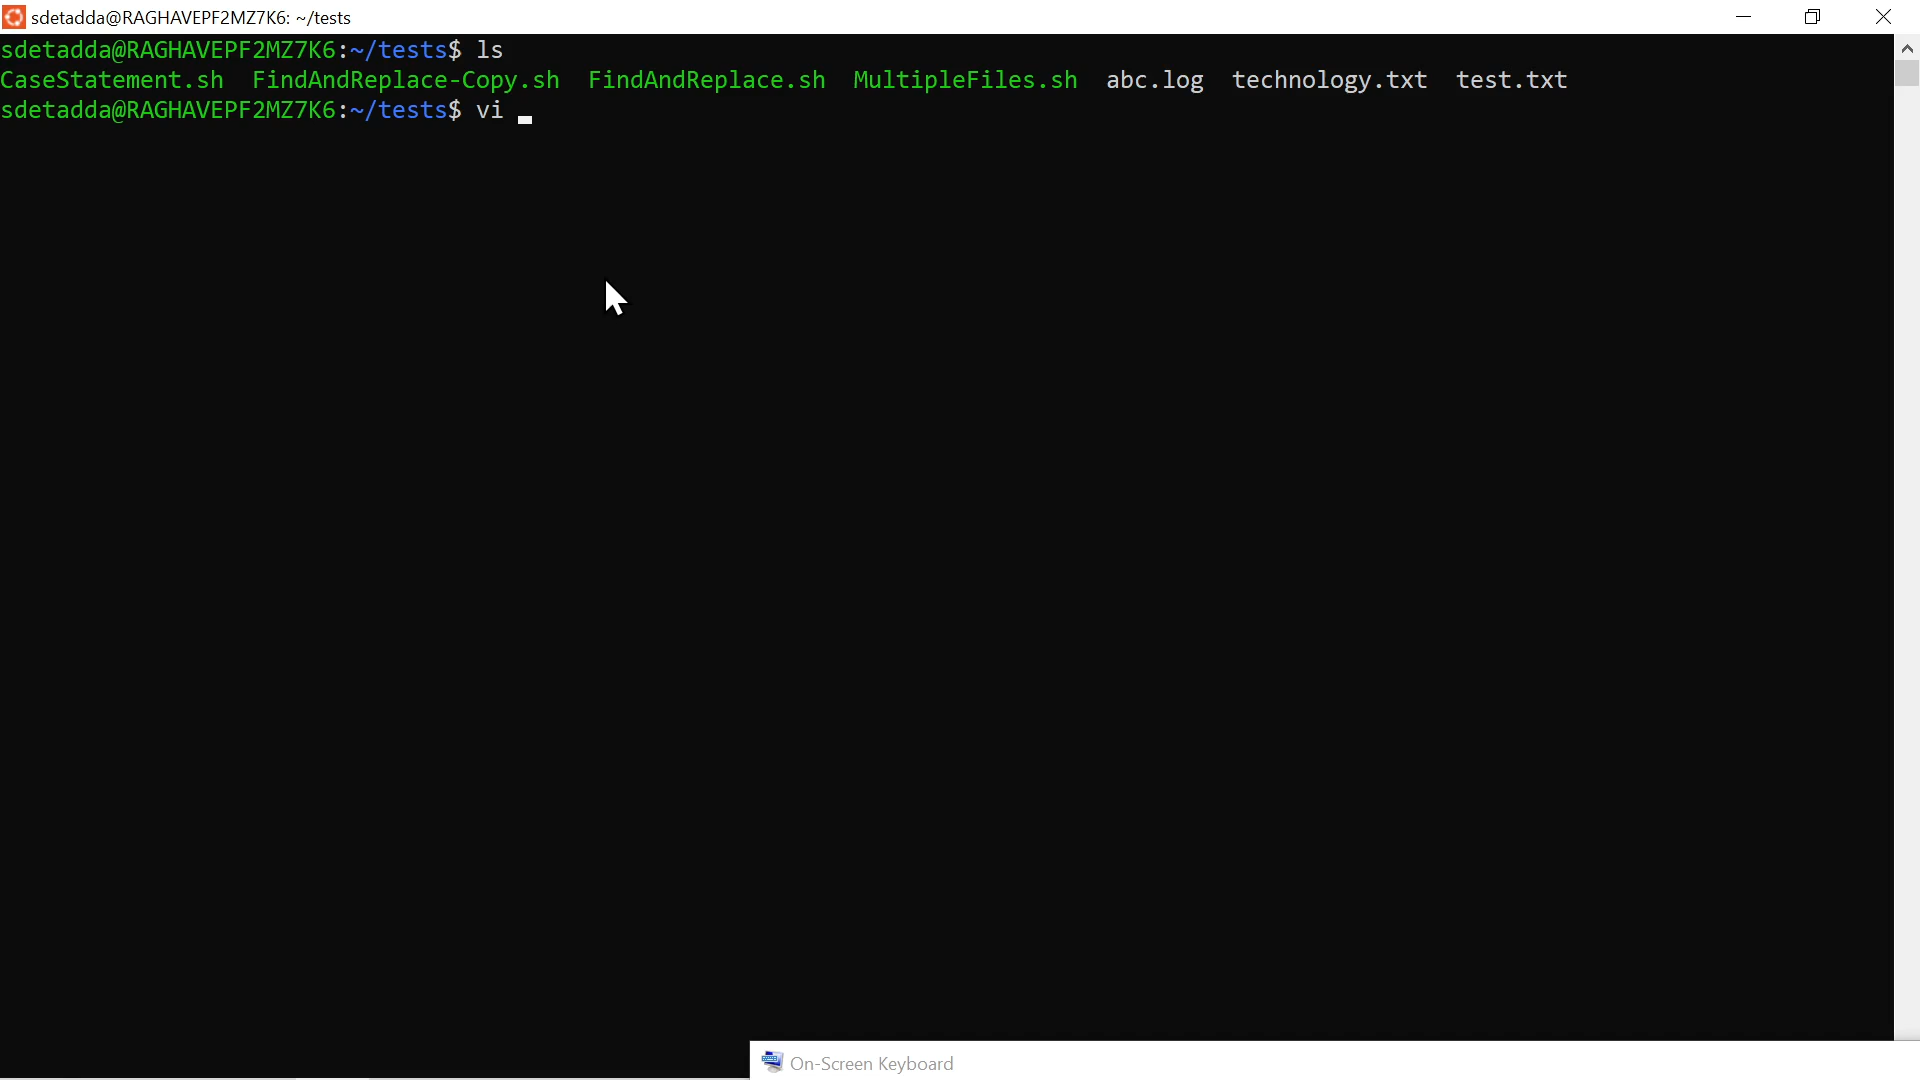 sdetadda@RAGHAVEPF2MZ7K6: ~/tests
sdetadda@RAGHAVEPF2MZ7K6:~/tests$ ls
CaseStatement.sh  FindAndReplace-Copy.sh  FindAndReplace.sh  MultipleFiles.sh  abc.log  technology.txt  test.txt
sdetadda@RAGHAVEPF2MZ7K6:~/tests$ vi
On-Screen Keyboard